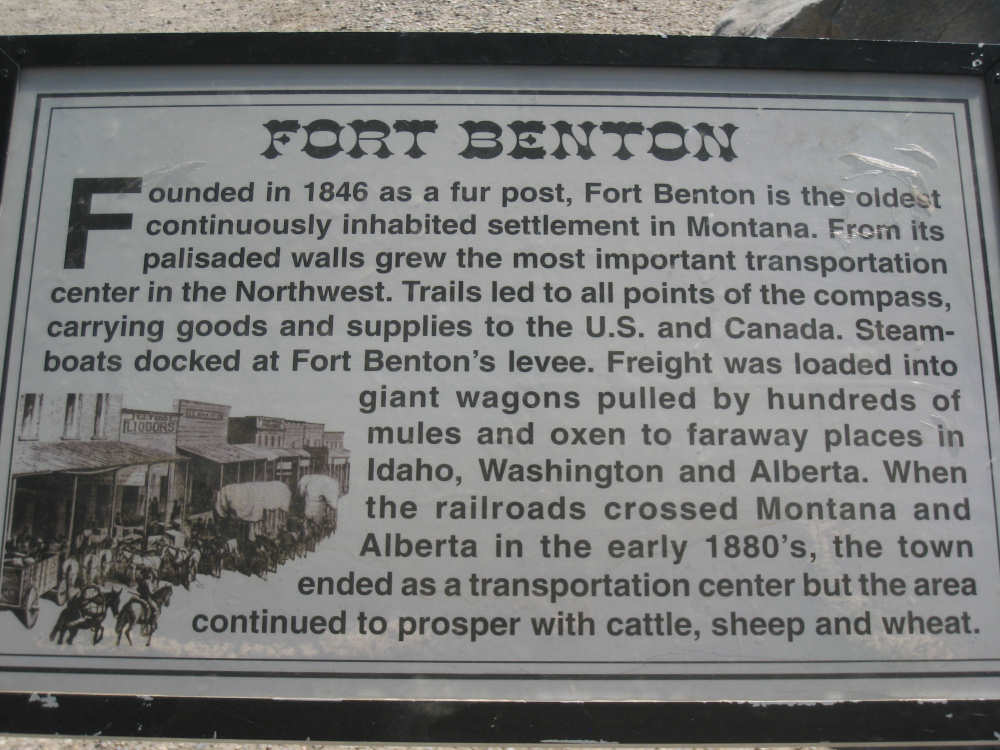 FORT BENTON
Founded in 1846 as a fur post, Fort Benton is the oldest
continuously inhabited settlement in Montana. From its
palisaded walls grew the most important transportation
center in the Northwest. Trails led to all points of the compass,
carrying goods and supplies to the U.S. and Canada. Steam-
boats docked at Fort Benton's levee. Freight was loaded into
giant wagons pulled by hundreds of
mules and oxen to faraway places in
Idaho, Washington and Alberta. When
the railroads crossed Montana and
Alberta in the early 1880's, the town
ended as a transportation center but the area
continued to prosper with cattle, sheep and wheat.
LIQUORS